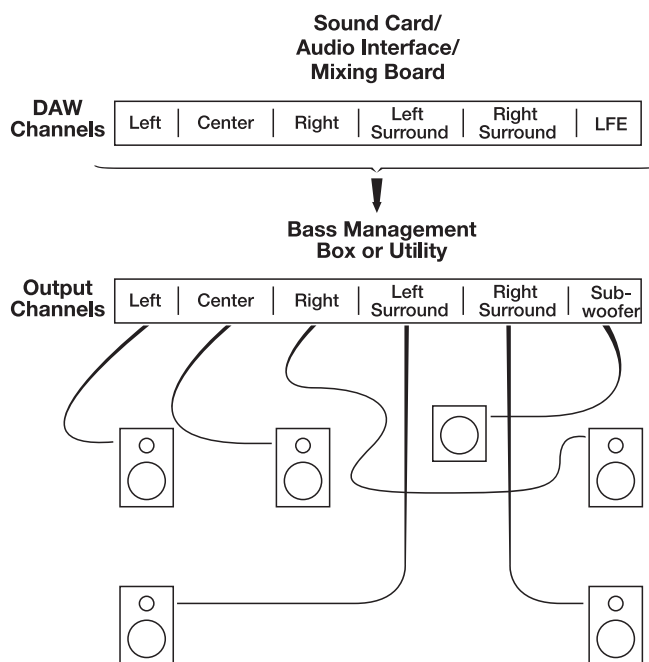 Sound Card/
Audio Interface/
Mixing Board
DAW
Channels
Left
Center
Right
Left
Surround
Right
Surround
LFE
Bass Management
Box or Utility
Output
Channels
Left
Center
Right
Left
Surround
Right
Surround
Sub-
woofer